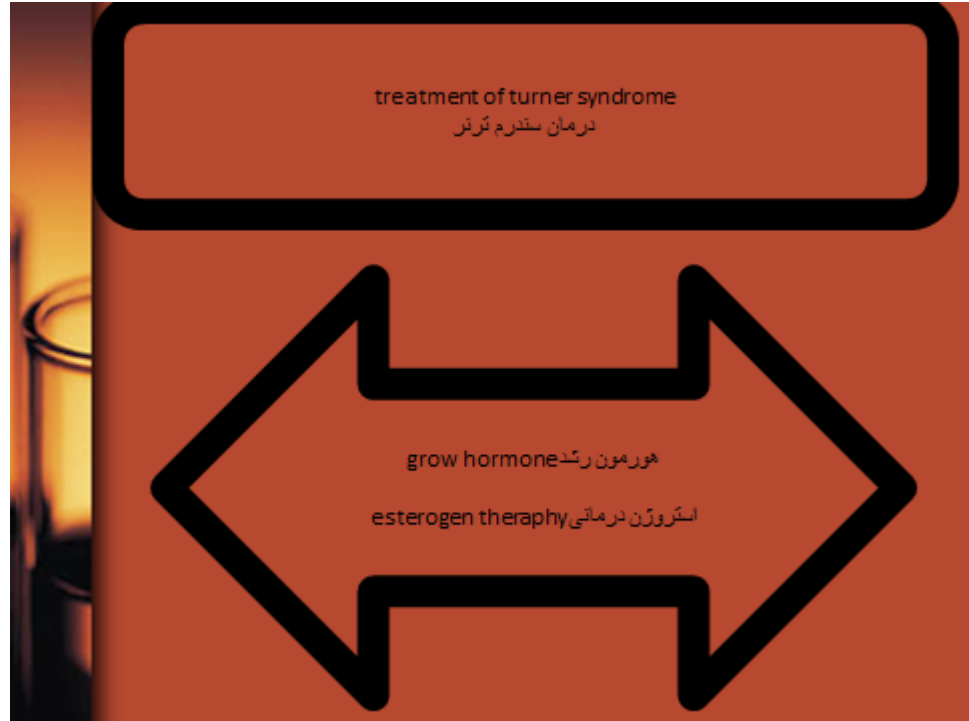 treatment of turner syndrome
درمان سندرم ترنر
grow hormoneهورمون رشد
esterogen theraphyاستروژن درمانی